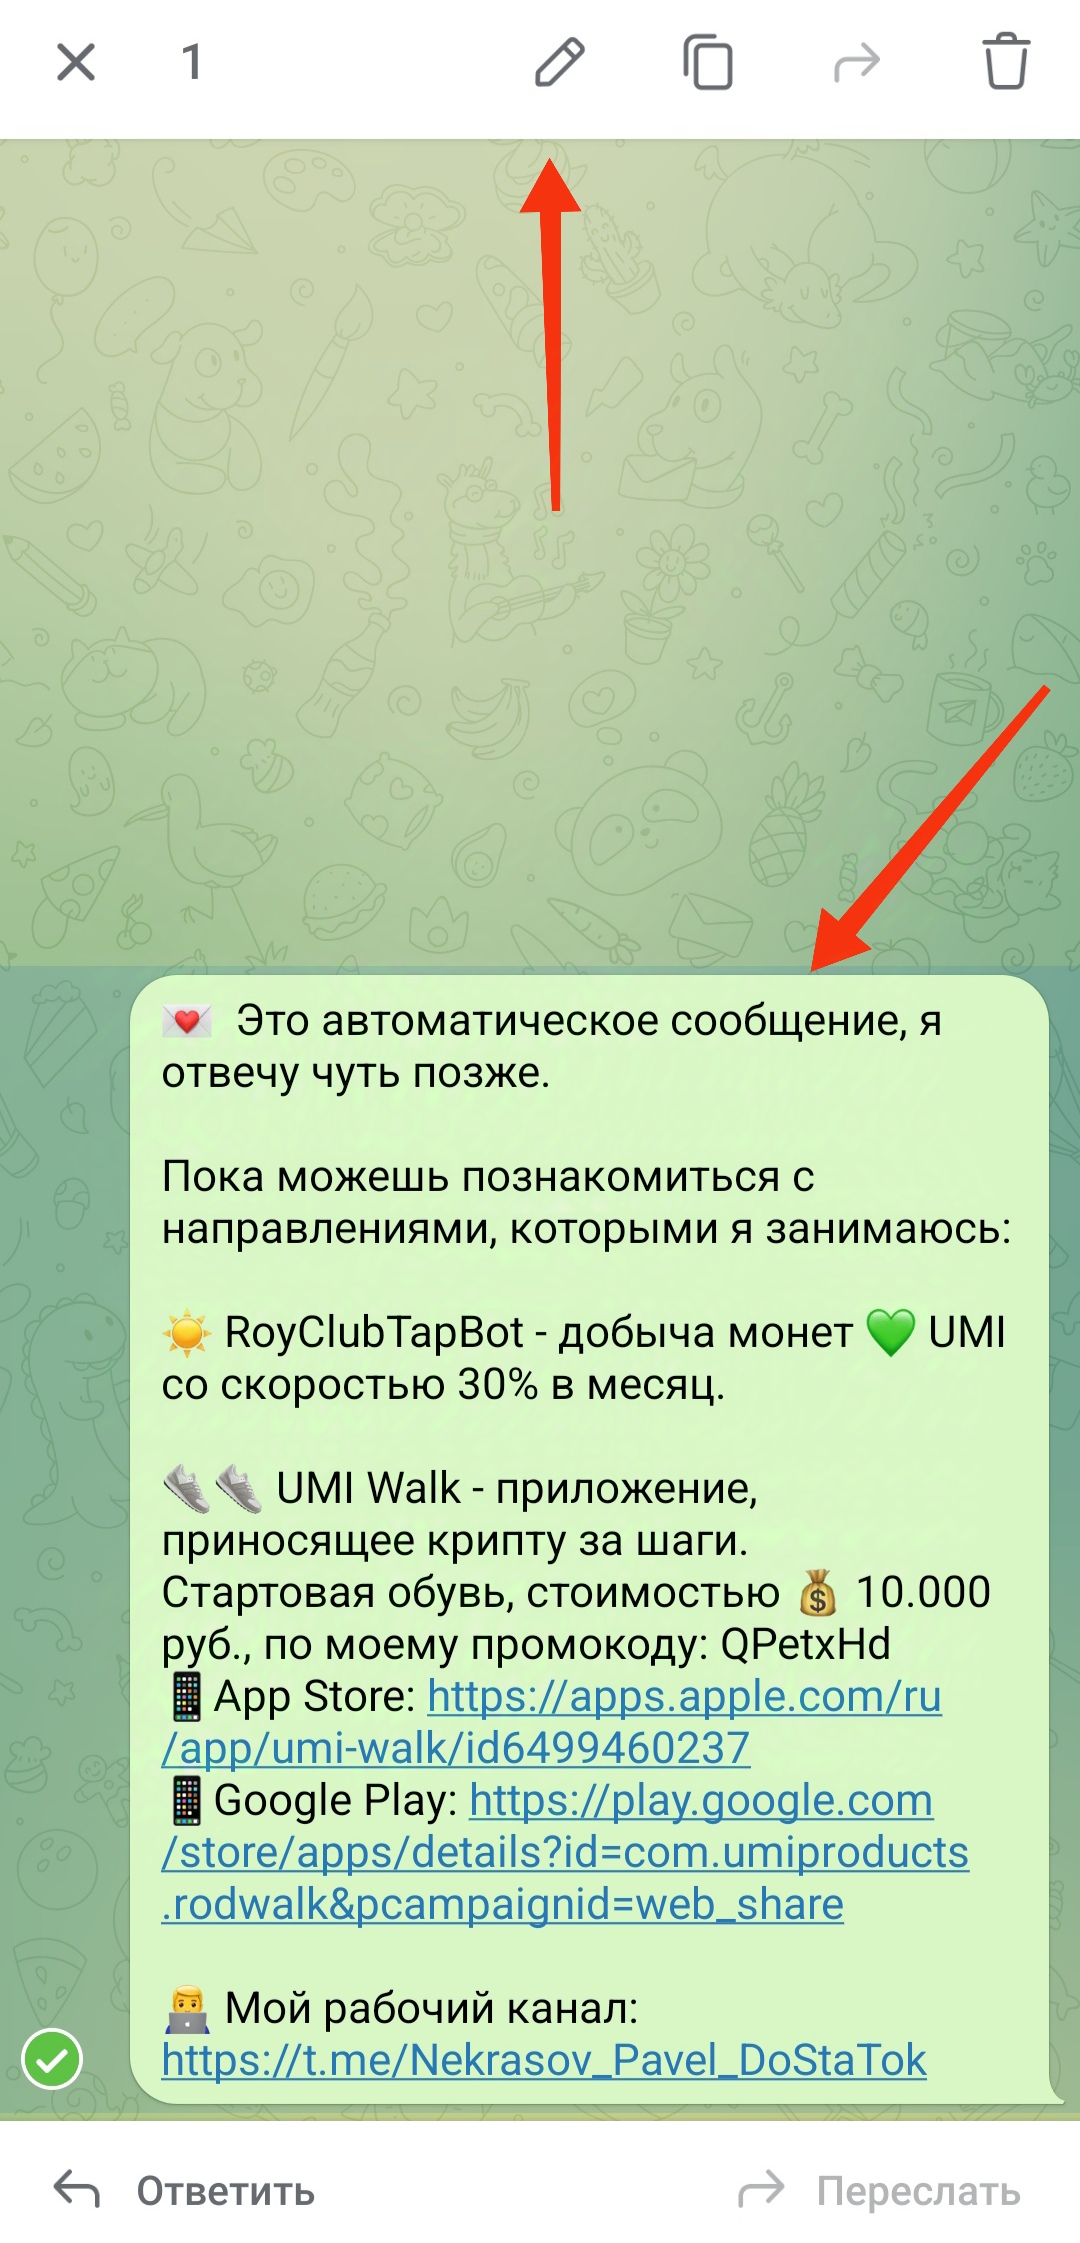 1
💌 Это автоматическое сообщение, я
отвечу чуть позже.
Пока можешь познакомиться с
направлениями, которыми я занимаюсь:
☀️ RoyClubTapBot - добыча монет 💚 UMI
со скоростью 30% в месяц.
👟👟 UMI Walk - приложение,
приносящее крипту за шаги.
Стартовая обувь, стоимостью 💰 10.000
руб., по моему промокоду: QPetxHd
📱App Store: https://apps.apple.com/ru
/app/umi-walk/id6499460237
📱Google Play: https://play.google.com
/store/apps/details?id=com.umiproducts
.rodwalk&pcampaignid=web_share
👨‍💻 Мой рабочий канал:
https://t.me/Nekrasov_Pavel_DoStaTok
Ответить
Переслать